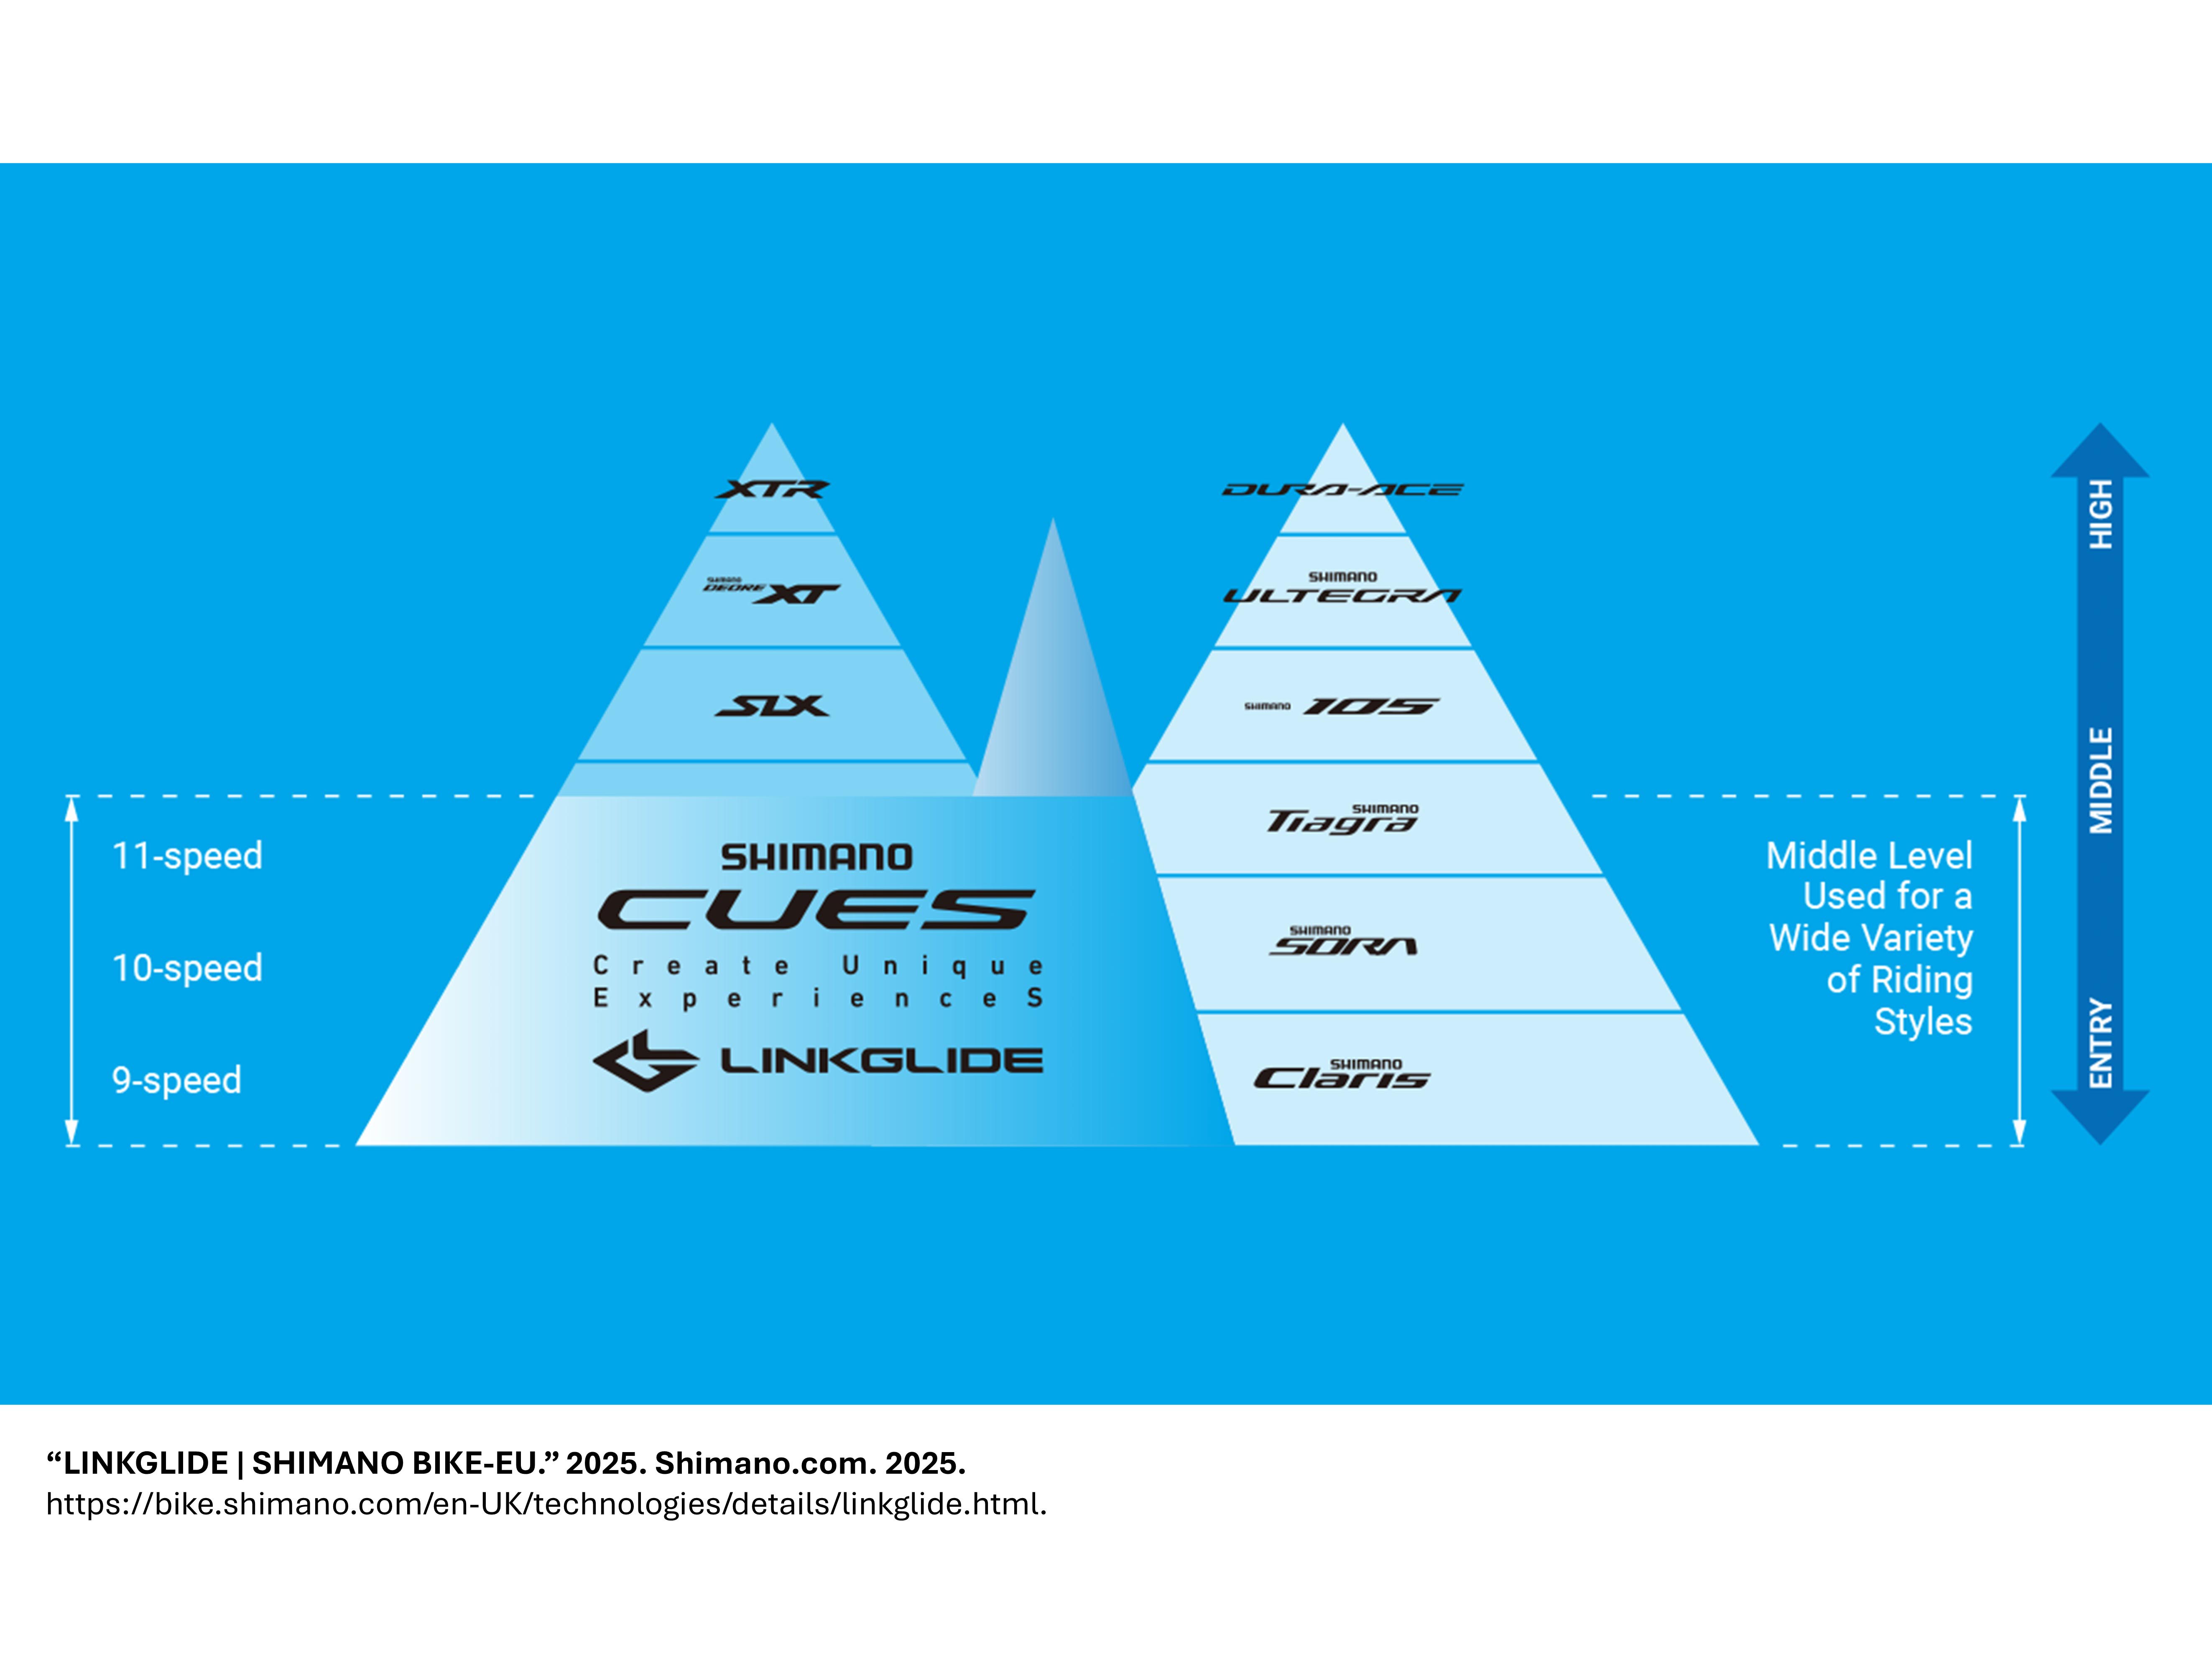 XTR
SHIMANO
DEORE XT
SLX
DURA-ACE
SHIMANO
ULTEGRA
SHIMANO 105
SHIMANO
Tiagra
SHIMANO
SORA
SHIMANO
Claris
11-speed
10-speed
9-speed
SHIMANO
CUES
Create Unique
ExperienceS
LINKGLIDE
Middle Level
Used for a
Wide Variety
of Riding
Styles
HIGH
MIDDLE
ENTRY
“LINKGLIDE | SHIMANO BIKE-EU.” 2025. Shimano.com. 2025.
https://bike.shimano.com/en-UK/technologies/details/linkglide.html.